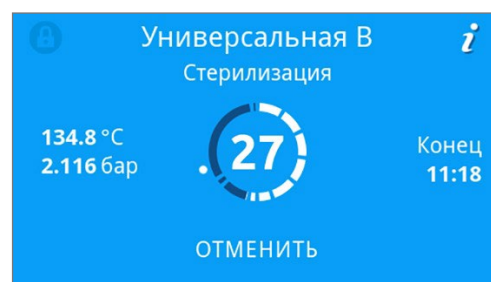 Универсальная B
i
Стерилизация
134.8 °C
2.116 бар
27
Конец
11:18
ОТМЕНИТЬ